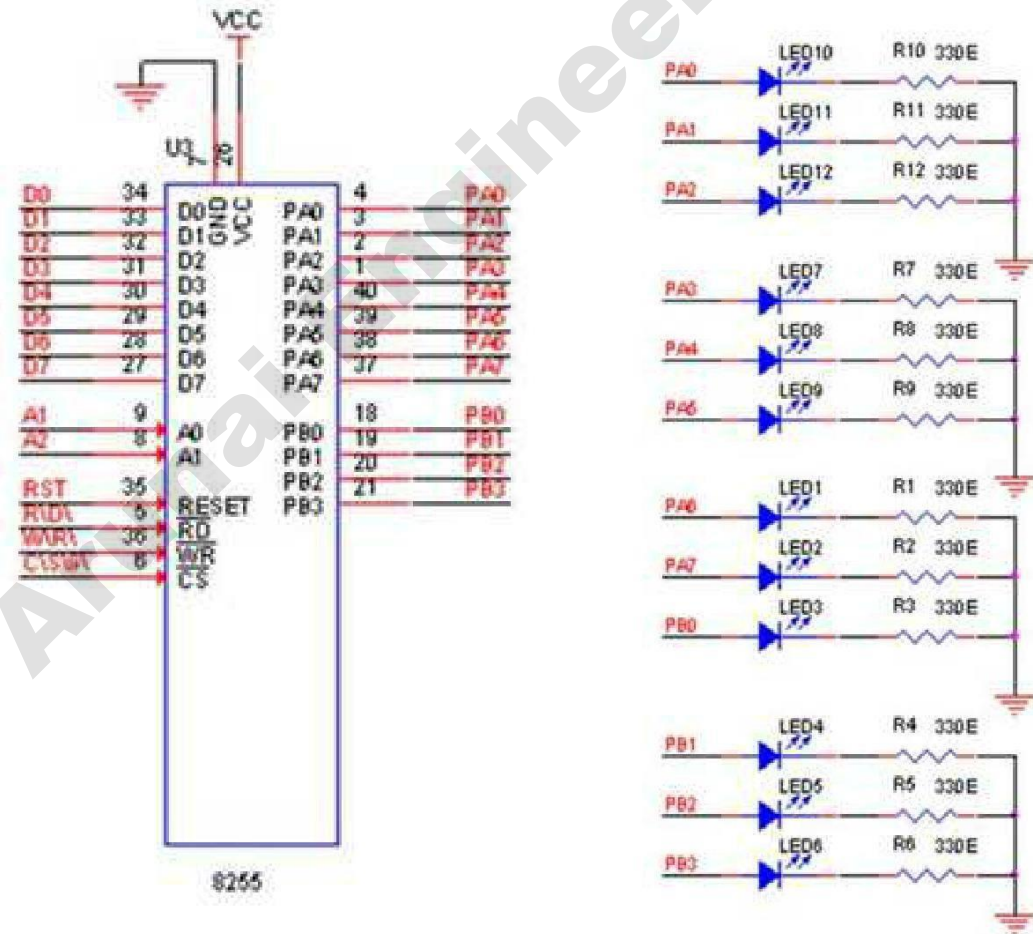 VCC
U3
7
26
D0 34 D0 GND VCC PA0 4 PA0
D1 33 D1 PA1 3 PA1
D2 32 D2 PA2 2 PA2
D3 31 D3 PA3 1 PA3
D4 30 D4 PA4 40 PA4
D5 29 D5 PA5 39 PA5
D6 28 D6 PA6 38 PA6
D7 27 D7 PA7 37 PA7
A1 9 A0 PB0 18 PB0
A2 8 A1 PB1 19 PB1
PB2 20 PB2
RST 35 RESET PB3 21 PB3
R\D\ 5 RD
W\R\ 36 WR
6 CS
8255
PA0 LED10 R10 330E
PA1 LED11 R11 330E
PA2 LED12 R12 330E
PA3 LED7 R7 330E
PA4 LED8 R8 330E
PA5 LED9 R9 330E
PA6 LED1 R1 330E
PA7 LED2 R2 330E
PB0 LED3 R3 330E
PB1 LED4 R4 330E
PB2 LED5 R5 330E
PB3 LED6 R6 330E